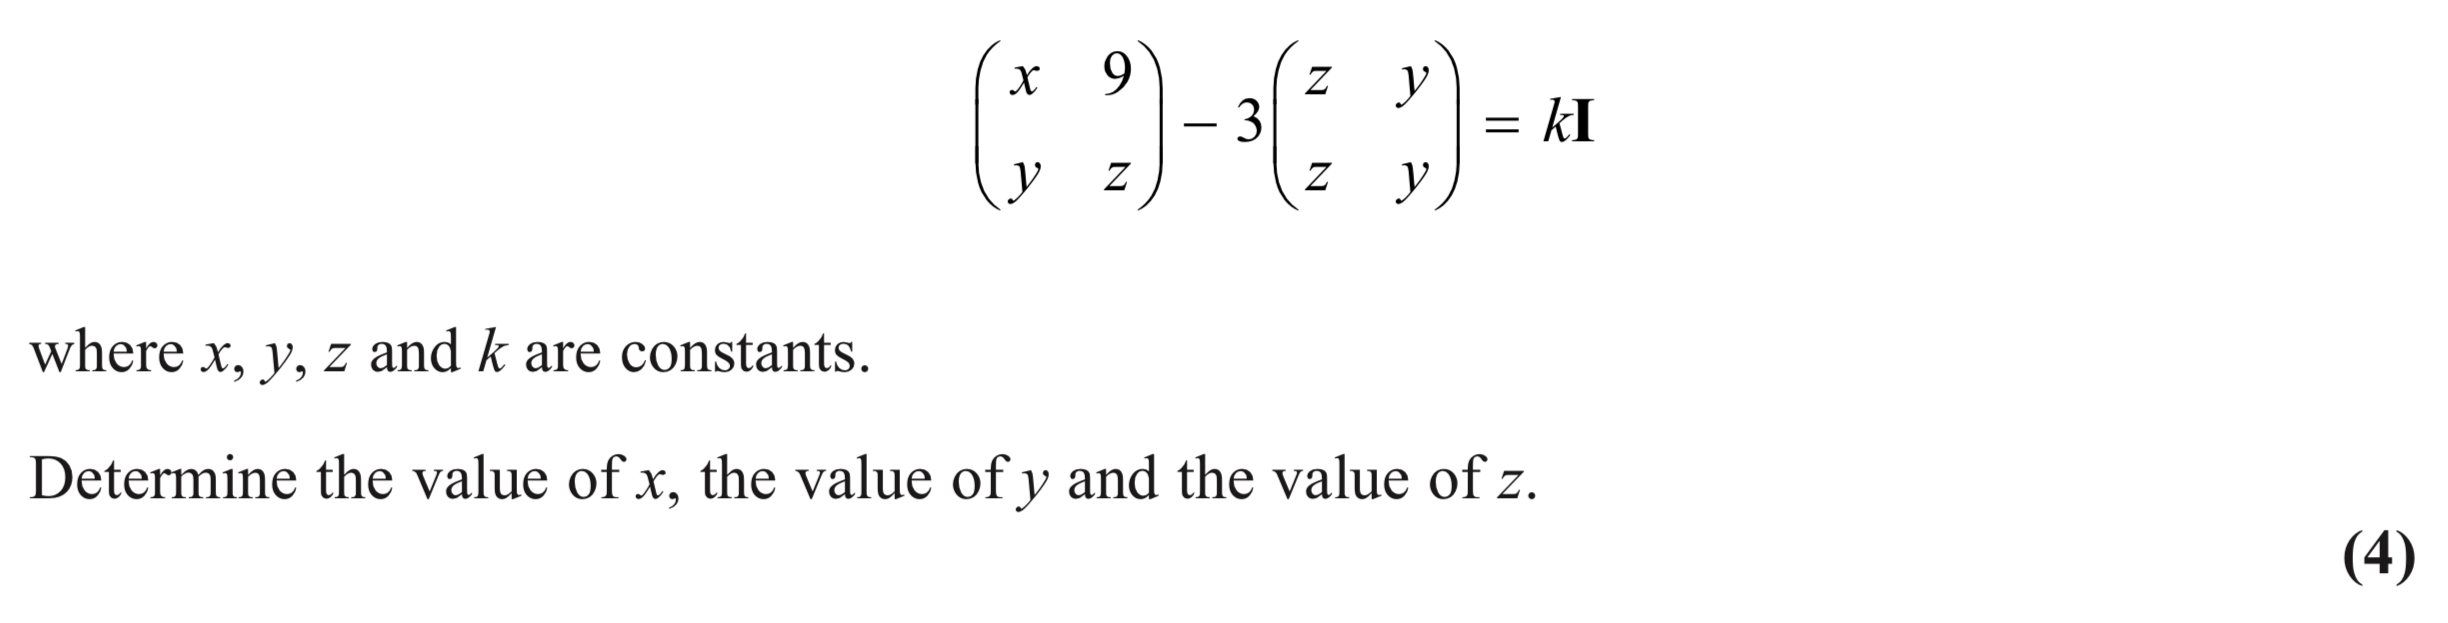 $$\begin{pmatrix} x & 9 \\ y & z \end{pmatrix} - 3\begin{pmatrix} z & y \\ z & y \end{pmatrix} = k\mathbf{I}$$
where x, y, z and k are constants.
Determine the value of x, the value of y and the value of z.
(4)